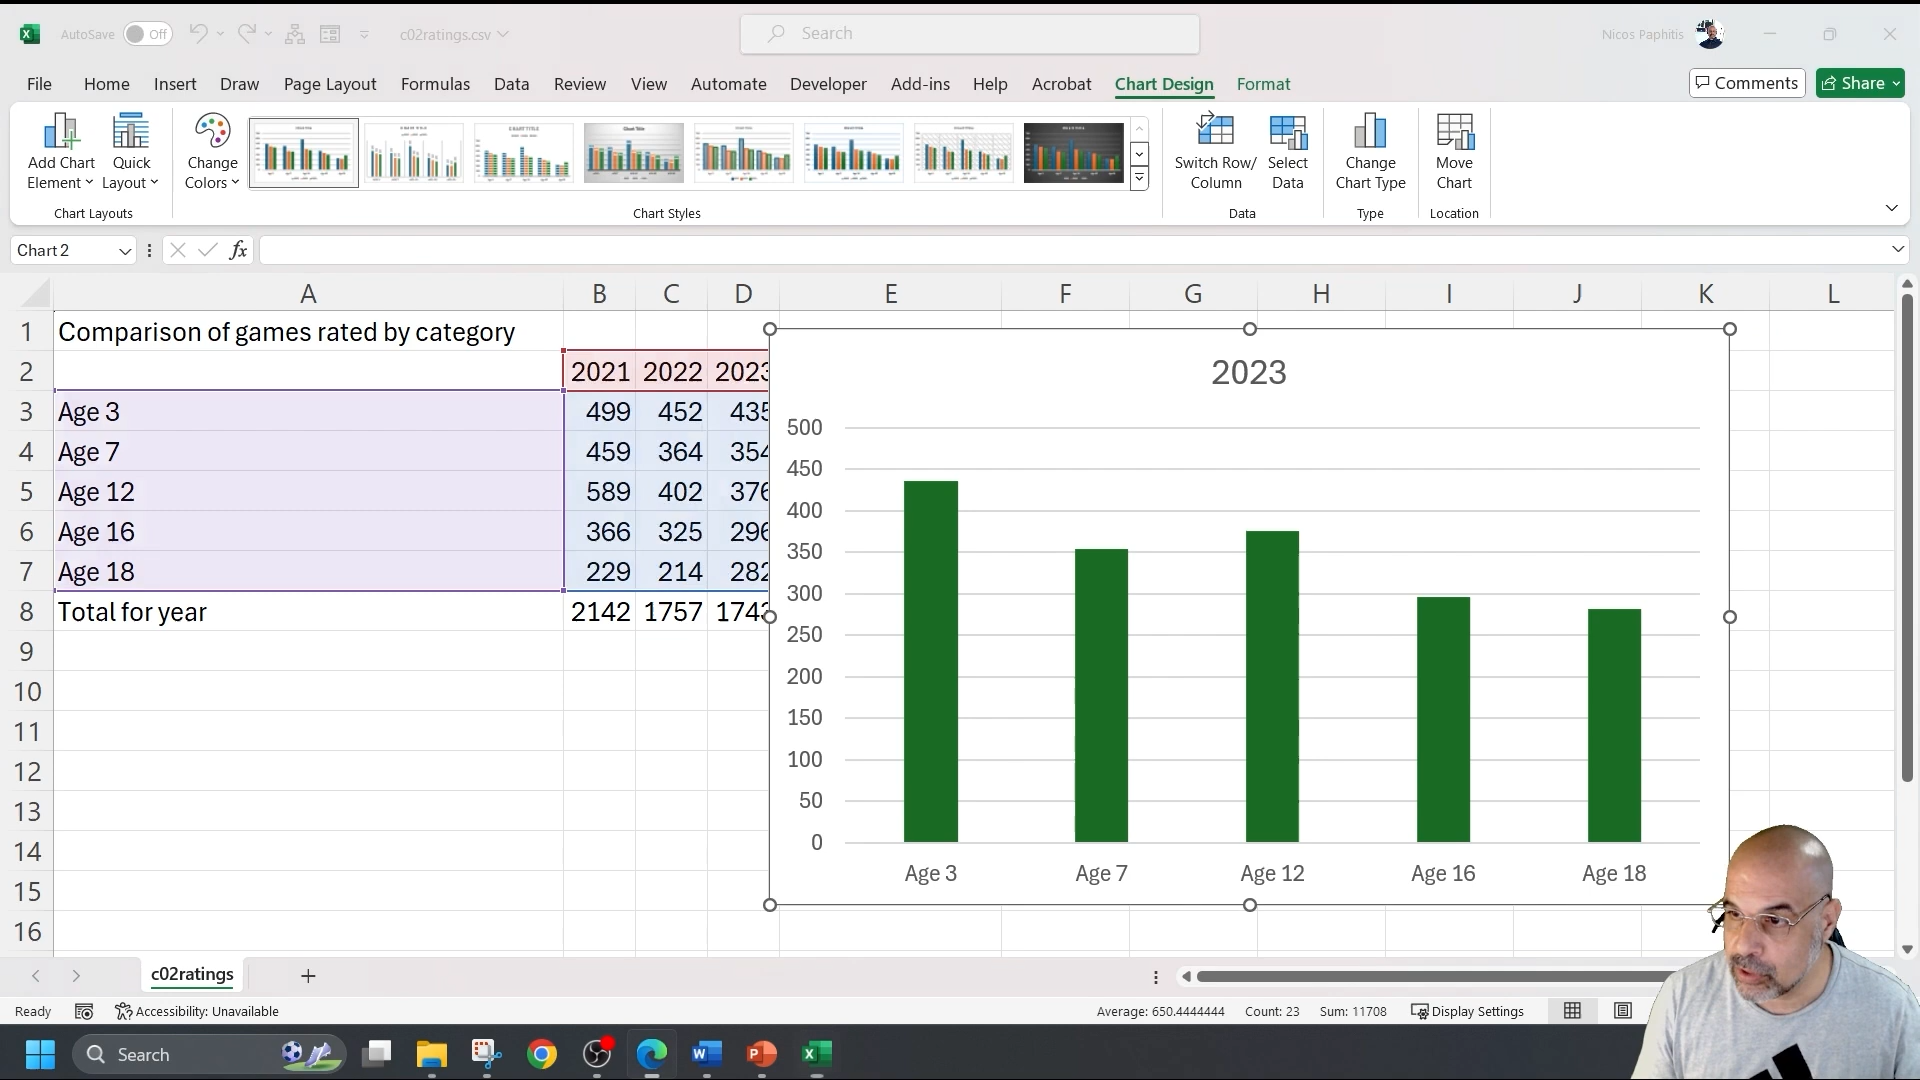 AutoSave Off c02ratings.csv Search Nicos Paphitis
File Home Insert Draw Page Layout Formulas Data Review View Automate Developer Add-ins Help Acrobat Chart Design Format Comments Share
Add Chart Element
Quick Layout
Change Colors
Switch Row/ Column
Select Data
Change Chart Type
Move Chart
Chart Layouts Chart Styles Data Type Location
Chart 2 fx
A B C D E F G H I J K L
1 Comparison of games rated by category
2 2021 2022 2023
3 Age 3 499 452 435
4 Age 7 459 364 354
5 Age 12 589 402 376
6 Age 16 366 325 296
7 Age 18 229 214 282
8 Total for year 2142 1757 1743
9
10
11
12
13
14
15
16
2023
500
450
400
350
300
250
200
150
100
50
0
Age 3 Age 7 Age 12 Age 16 Age 18
c02ratings
Ready Accessibility: Unavailable Average: 650.4444444 Count: 23 Sum: 11708 Display Settings
Search